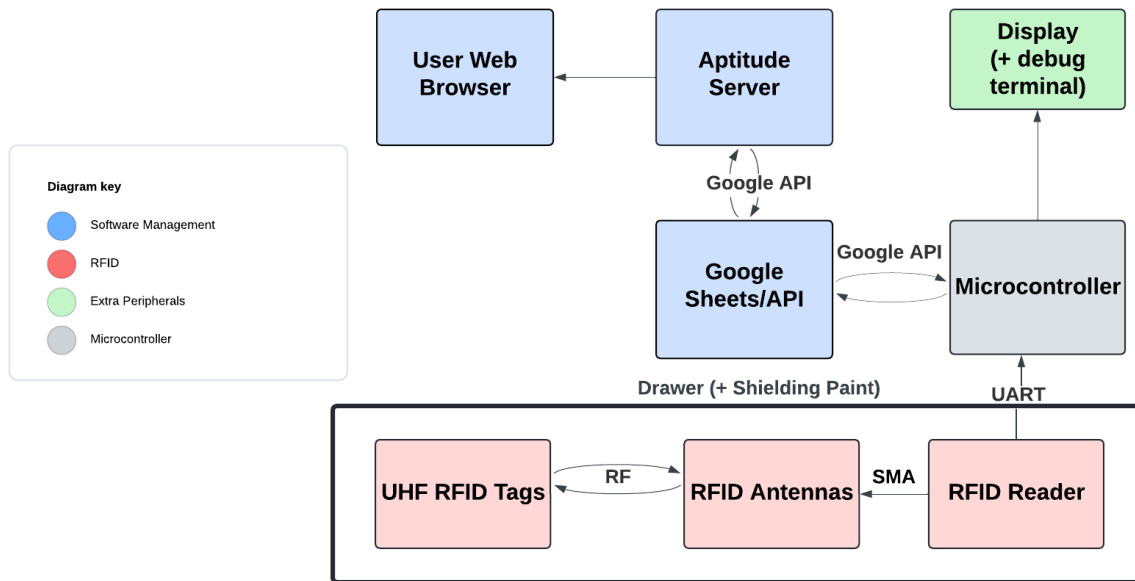 User Web
Browser
Aptitude
Server
Display
(+ debug
terminal)
Diagram key
Software Management
RFID
Extra Peripherals
Microcontroller
Google API
Google
Sheets/API
Google API
Microcontroller
Drawer (+ Shielding Paint)
UART
UHF RFID Tags
RF
RFID Antennas
SMA
RFID Reader